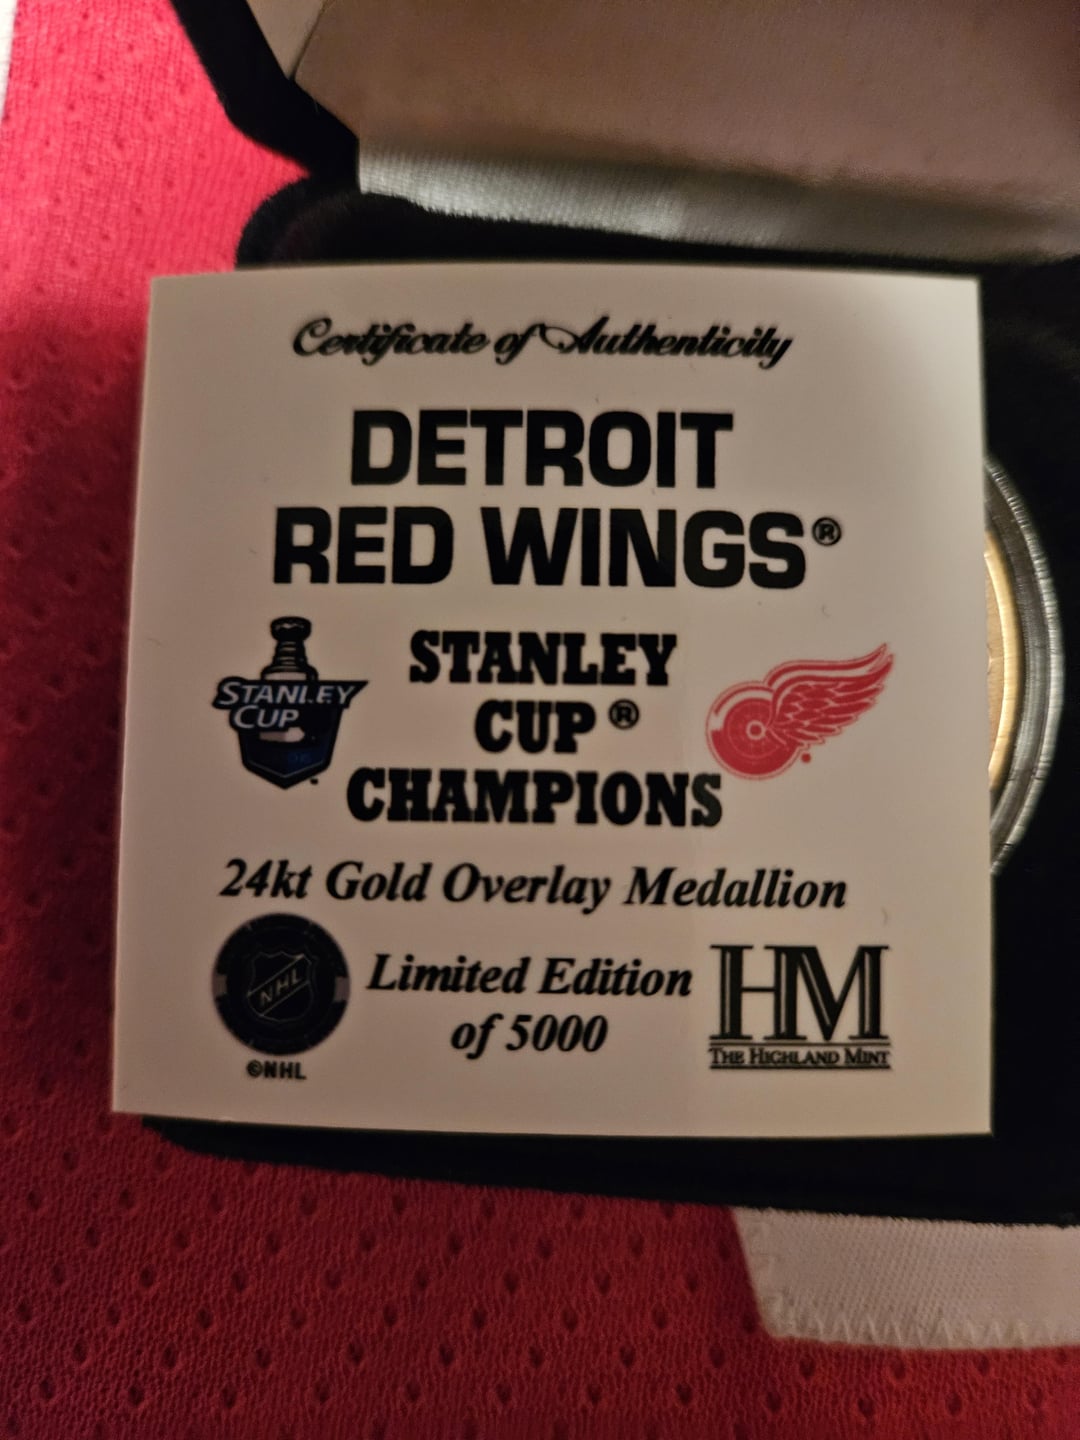 Certificate of Authenticity
DETROIT
RED WINGS®
STANLEY
CUP
STANLEY
CUP®
CHAMPIONS
24kt Gold Overlay Medallion
NHL
©NHL
Limited Edition
of 5000
HM
THE HIGHLAND MINT